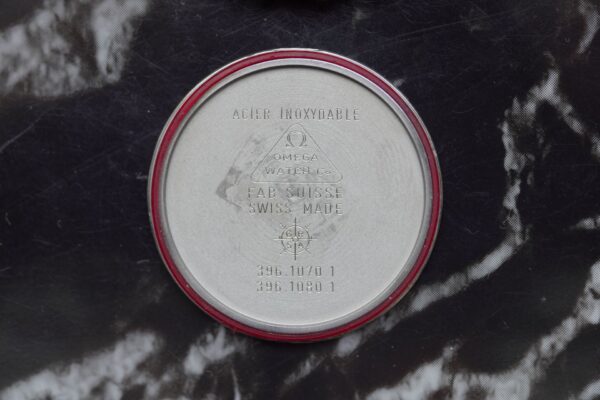 ACIER INOXYDABLE
Ω
OMEGA
WATCH Co
FAB SUISSE
SWISS MADE
396.1070 1
396.1080 1